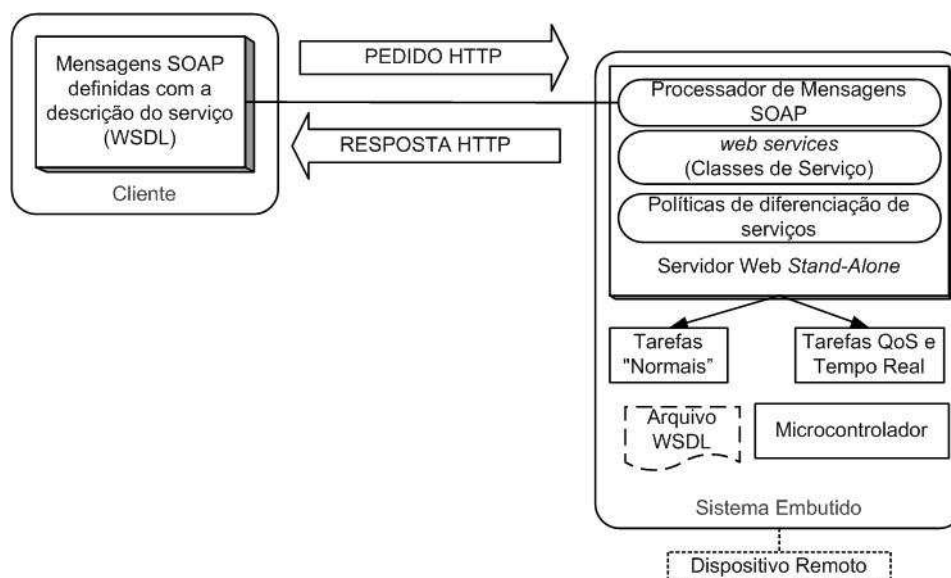 Mensagens SOAP
definidas com a
descrição do serviço
(WSDL)
Cliente
PEDIDO HTTP
RESPOSTA HTTP
Processador de Mensagens
SOAP
web services
(Classes de Serviço)
Políticas de diferenciação de
serviços
Servidor Web Stand-Alone
Tarefas
"Normais”
Tarefas QoS e
Tempo Real
Arquivo
WSDL
Microcontrolador
Sistema Embutido
Dispositivo Remoto